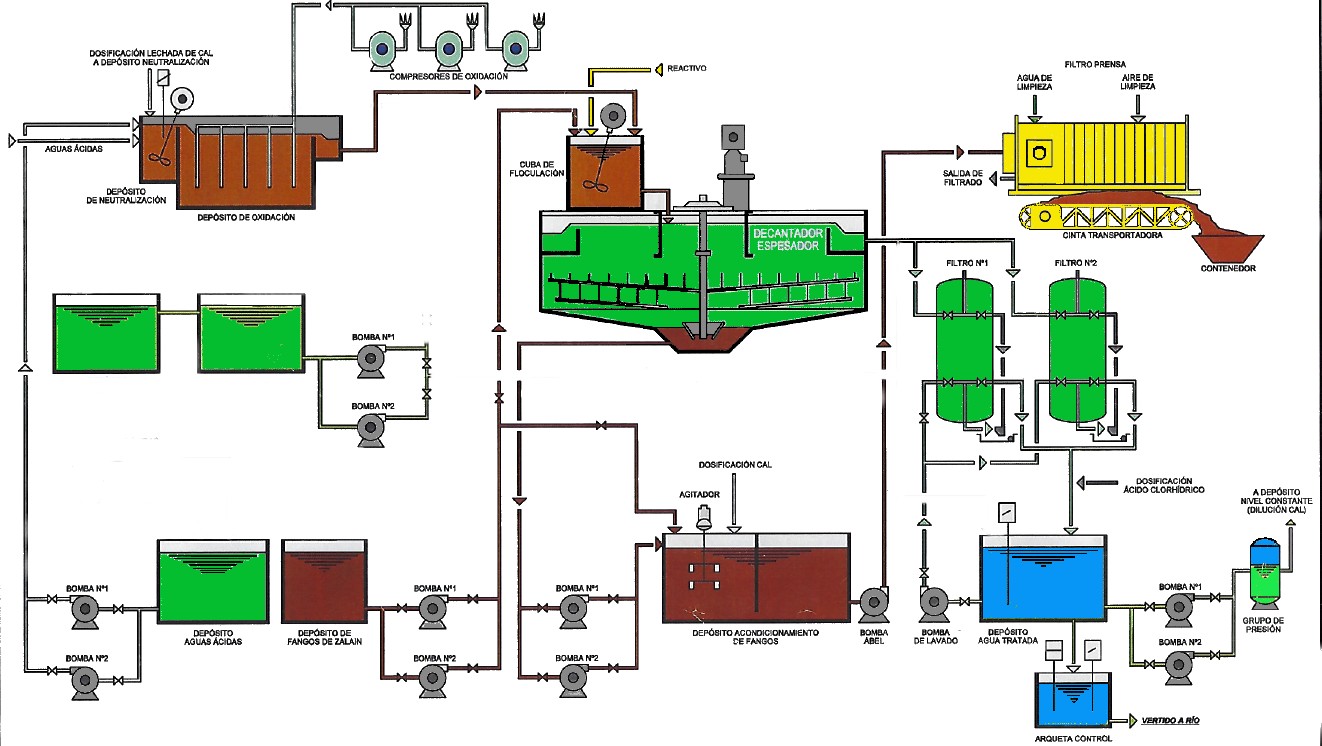 DOSIFICACIÓN LECHADA DE CAL
A DEPÓSITO NEUTRALIZACIÓN
COMPRESORES DE OXIDACIÓN
REACTIVO
FILTRO PRENSA
AGUA DE
LIMPIEZA
AIRE DE
LIMPIEZA
AGUAS ÁCIDAS
DEPÓSITO
DE NEUTRALIZACIÓN
DEPÓSITO DE OXIDACIÓN
CUBA DE
FLOCULACIÓN
SALIDA DE
FILTRADO
CINTA TRANSPORTADORA
CONTENEDOR
DECANTADOR
ESPESADOR
FILTRO Nº1
FILTRO Nº2
BOMBA Nº1
BOMBA Nº2
DOSIFICACIÓN CAL
AGITADOR
DOSIFICACIÓN
ÁCIDO CLORHÍDRICO
A DEPÓSITO
NIVEL CONSTANTE
(DILUCIÓN CAL)
BOMBA Nº1
BOMBA Nº2
DEPÓSITO
AGUAS ÁCIDAS
DEPÓSITO DE
FANGOS DE ZALAIN
BOMBA Nº1
BOMBA Nº2
BOMBA Nº1
BOMBA Nº2
DEPÓSITO ACONDICIONAMIENTO
DE FANGOS
BOMBA
ABEL
BOMBA
DE LAVADO
DEPÓSITO
AGUA TRATADA
BOMBA Nº1
BOMBA Nº2
GRUPO DE
PRESIÓN
VERTIDO A RÍO
ARQUETA CONTROL